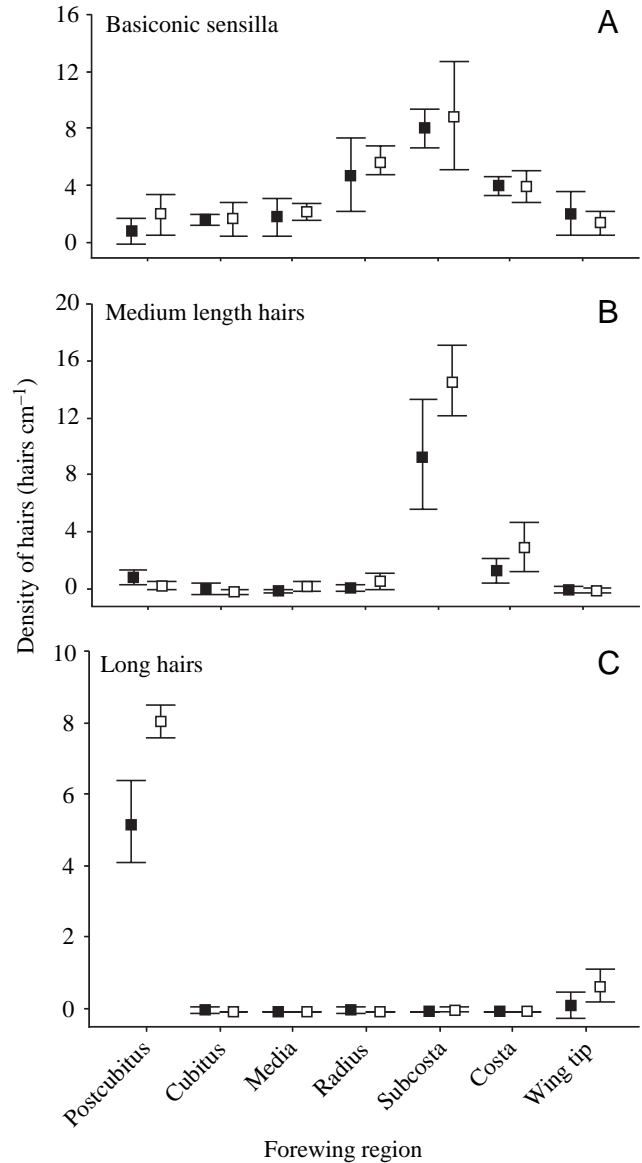 Basiconic sensilla
A
16
12
8
4
0
Medium length hairs
B
20
16
12
8
4
0
Density of hairs (hairs cm⁻¹)
Long hairs
C
10
8
6
4
2
0
Postcubitus
Cubitus
Media
Radius
Subcosta
Costa
Wing tip
Forewing region